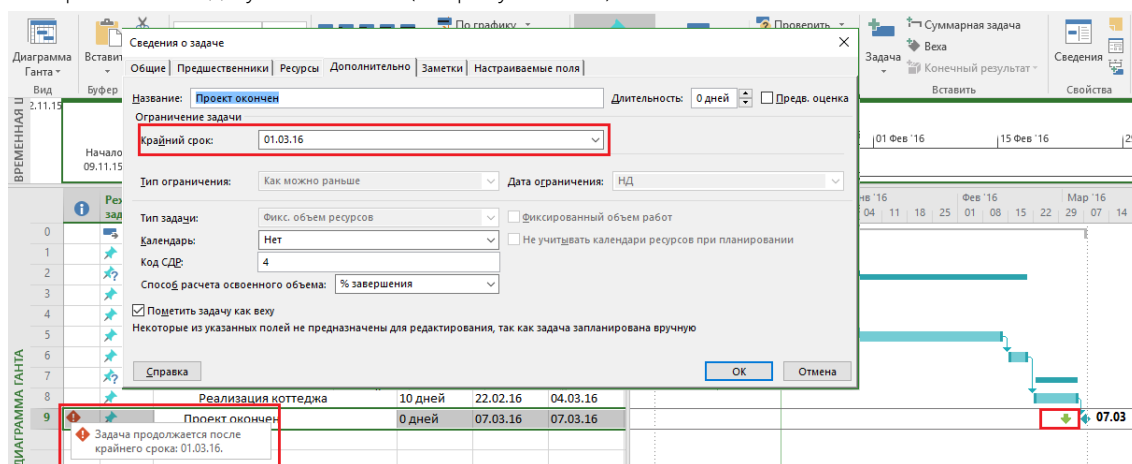 По графику
Проверить
Суммарная задача
Диаграмма Ганта
Задача
Веха
Сведения
Конечный результат
Вид
Буфер
Вставить
Свойства
Сведения о задаче
Общие
Предшественники
Ресурсы
Дополнительно
Заметки
Настраиваемые поля
Название: Проект окончен
Длительность: 0 дней
Предв. оценка
Ограничение задачи
Крайний срок: 01.03.16
Тип ограничения: Как можно раньше
Дата ограничения: НД
Тип задачи: Фикс. объем ресурсов
Фиксированный объем работ
Календарь: Нет
Не учитывать календари ресурсов при планировании
Код СДР: 4
Способ расчета освоенного объема: % завершения
Пометить задачу как веху
Некоторые из указанных полей не предназначены для редактирования, так как задача запланирована вручную
Справка
ОК
Отмена
2.11.15
09.11.15
01 Фев '16
15 Фев '16
Фев '16
Мар '16
04 11 18 25 01 08 15 22 29 07 14
0
1
2
3
4
5
6
7
8 Реализация коттеджа 10 дней 22.02.16 04.03.16
9 Проект окончен 0 дней 07.03.16 07.03.16
07.03
Задача продолжается после
крайнего срока: 01.03.16.
ДИАГРАММА ГАНТА